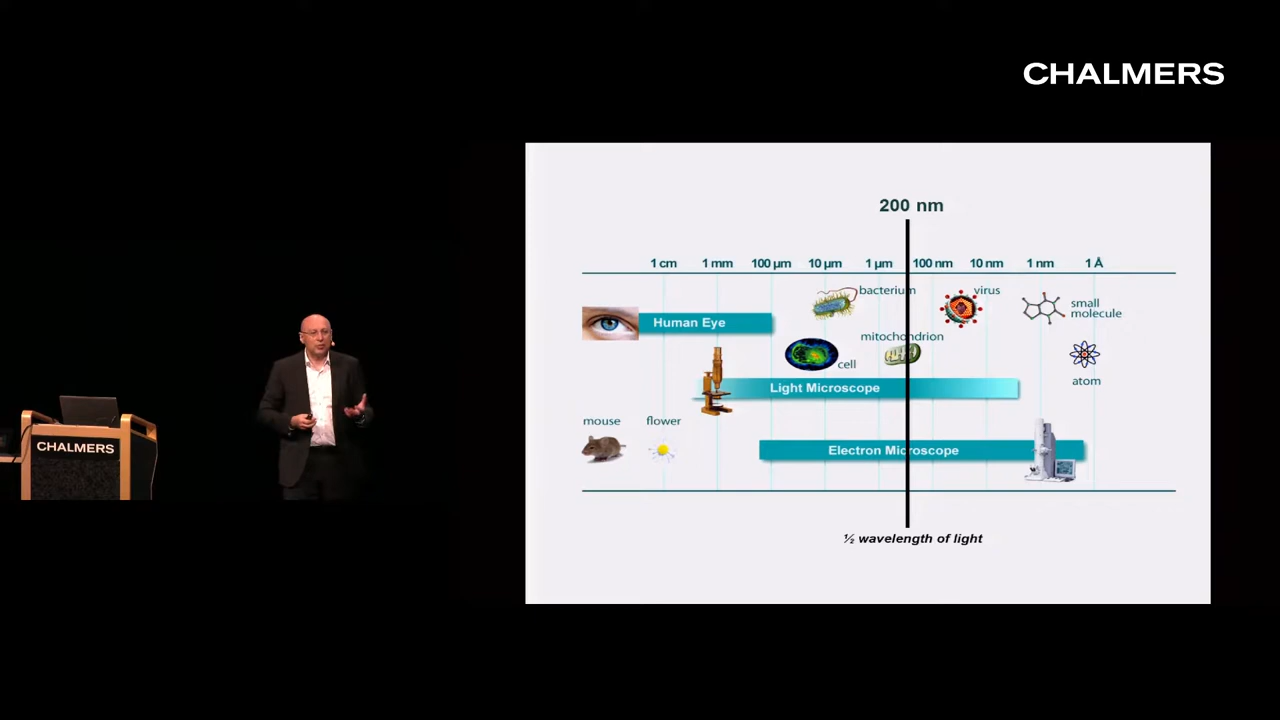 CHALMERS
200 nm
1 cm 1 mm 100 µm 10 µm 1 µm 100 nm 10 nm 1 nm 1 Å
bacterium
virus
small
molecule
Human Eye
mitochondrion
cell
atom
Light Microscope
mouse flower
Electron Microscope
½ wavelength of light
CHALMERS